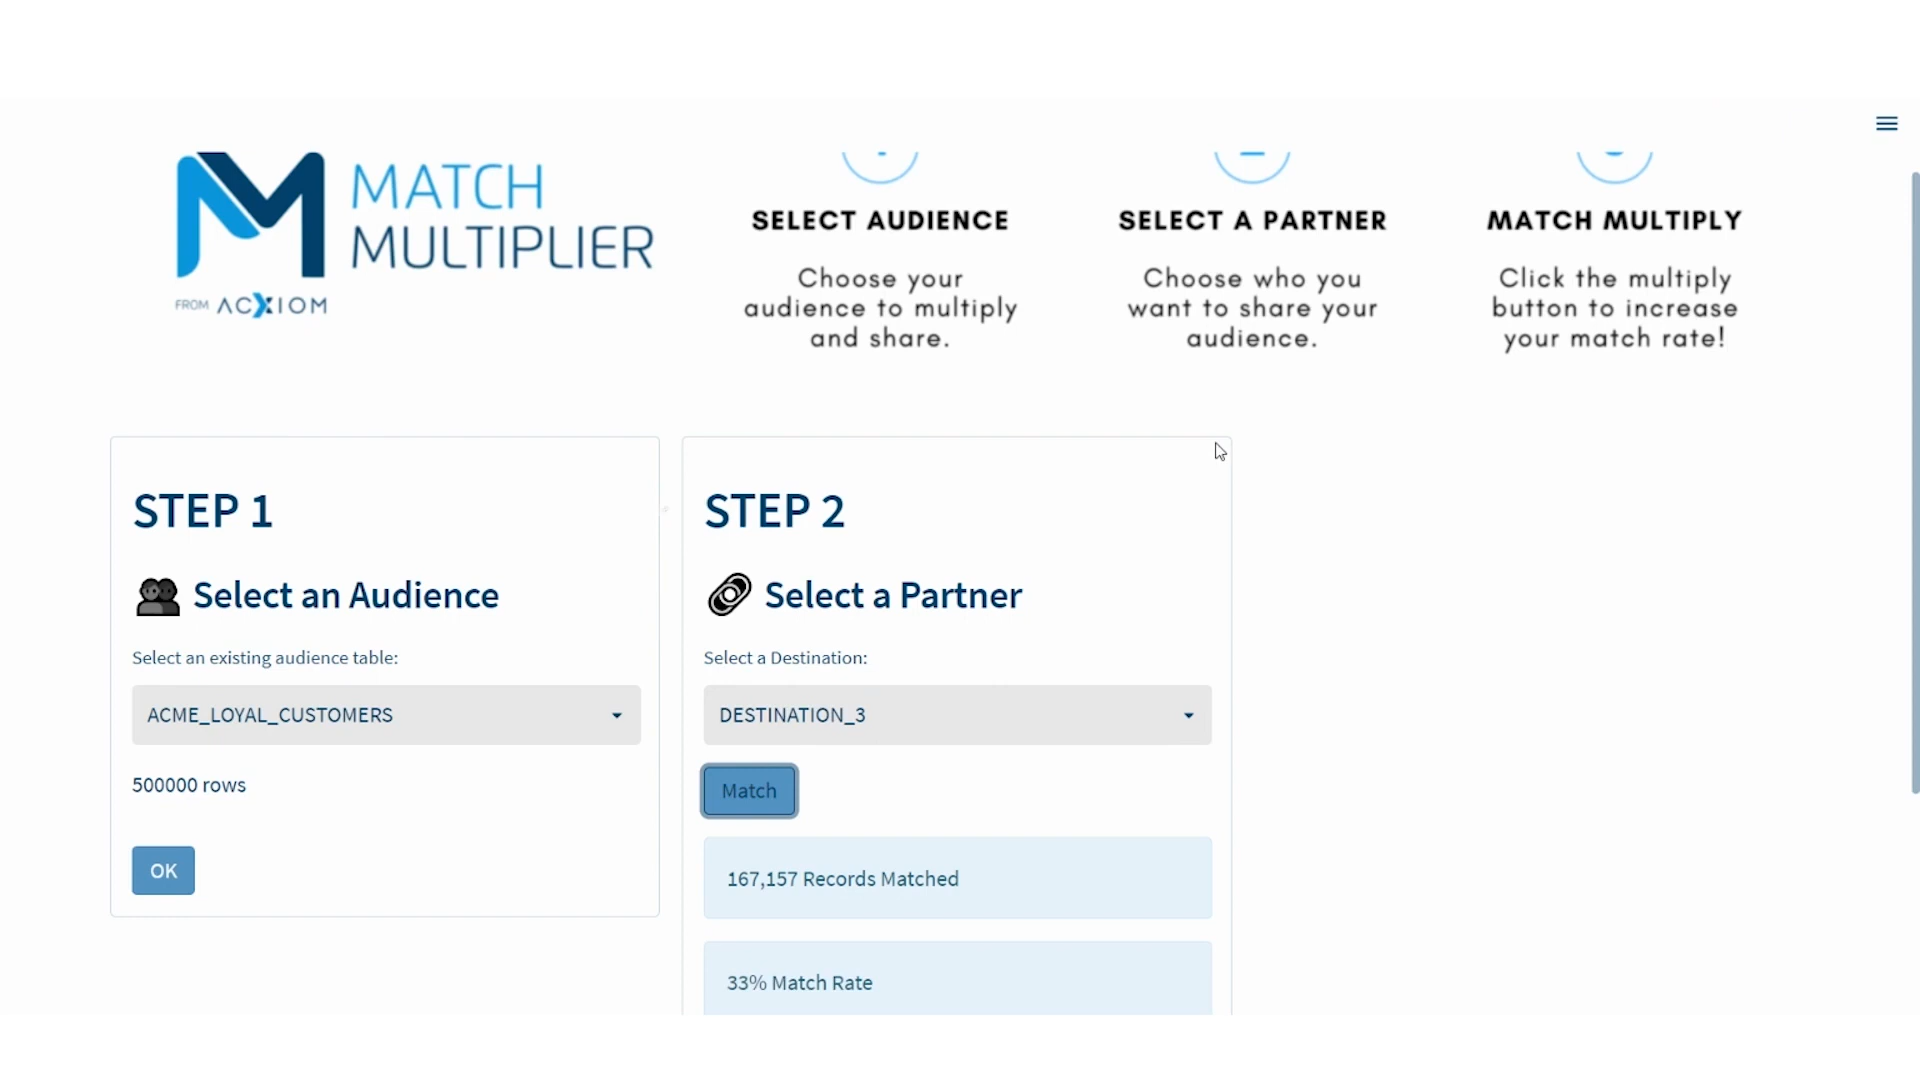 MATCH
MULTIPLIER
FROM ACXIOM
SELECT AUDIENCE
Choose your
audience to multiply
and share.
SELECT A PARTNER
Choose who you
want to share your
audience.
MATCH MULTIPLY
Click the multiply
button to increase
your match rate!
STEP 1
Select an Audience
Select an existing audience table:
ACME_LOYAL_CUSTOMERS
500000 rows
OK
STEP 2
Select a Partner
Select a Destination:
DESTINATION_3
Match
167,157 Records Matched
33% Match Rate